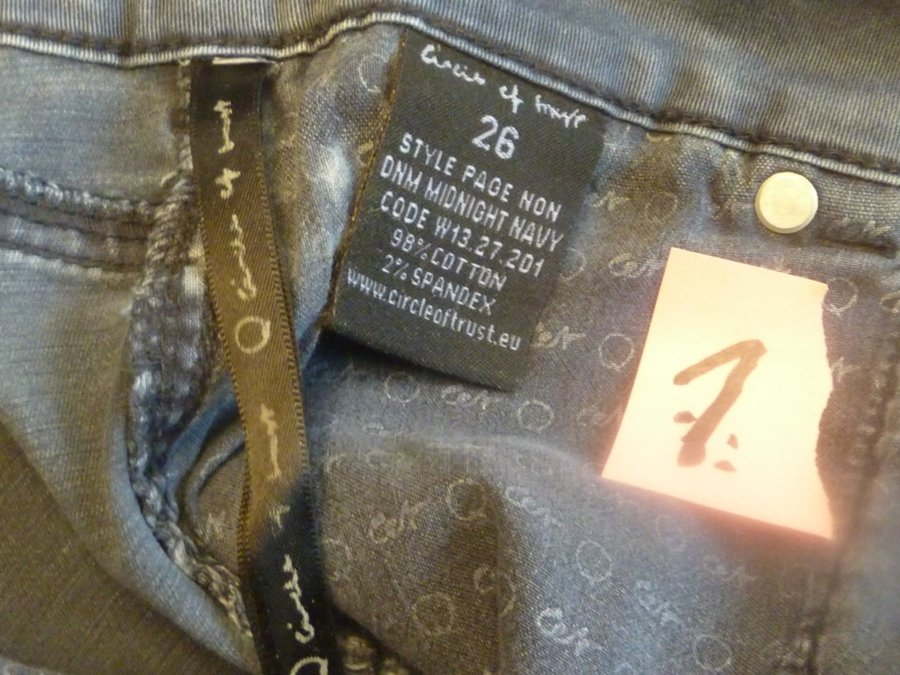 Circle of trust
26
STYLE PAGE NON
DNM MIDNIGHT NAVY
CODE W13.27.201
98% COTTON
2% SPANDEX
www.circleoftrust.eu
1.
circle